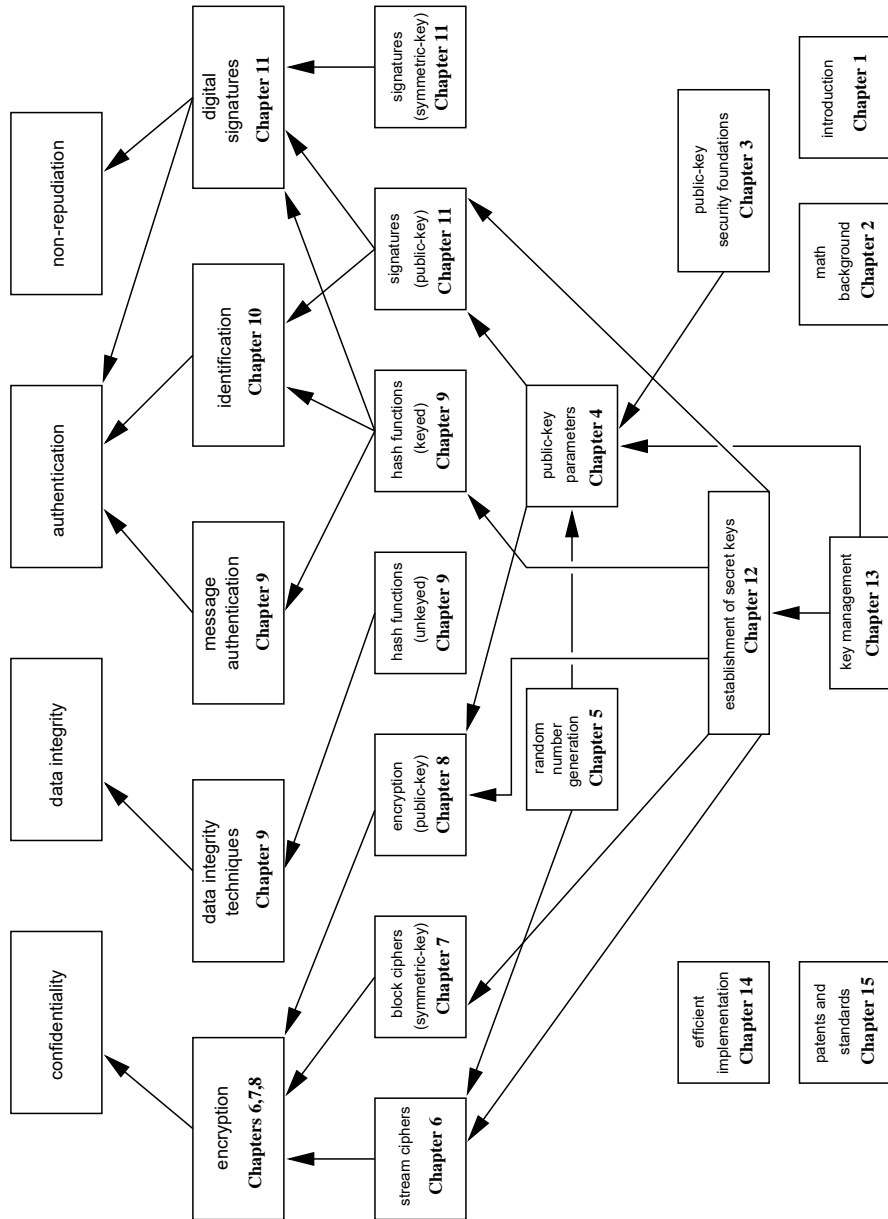 confidentiality
data integrity
authentication
non-repudiation
encryption
Chapters 6,7,8
data integrity
techniques
Chapter 9
message
authentication
Chapter 9
identification
Chapter 10
digital
signatures
Chapter 11
stream ciphers
Chapter 6
block ciphers
(symmetric-key)
Chapter 7
encryption
(public-key)
Chapter 8
hash functions
(unkeyed)
Chapter 9
hash functions
(keyed)
Chapter 9
signatures
(public-key)
Chapter 11
signatures
(symmetric-key)
Chapter 11
random
number
generation
Chapter 5
public-key
parameters
Chapter 4
efficient
implementation
Chapter 14
establishment of secret keys
Chapter 12
public-key
security foundations
Chapter 3
patents and
standards
Chapter 15
key management
Chapter 13
math
background
Chapter 2
introduction
Chapter 1